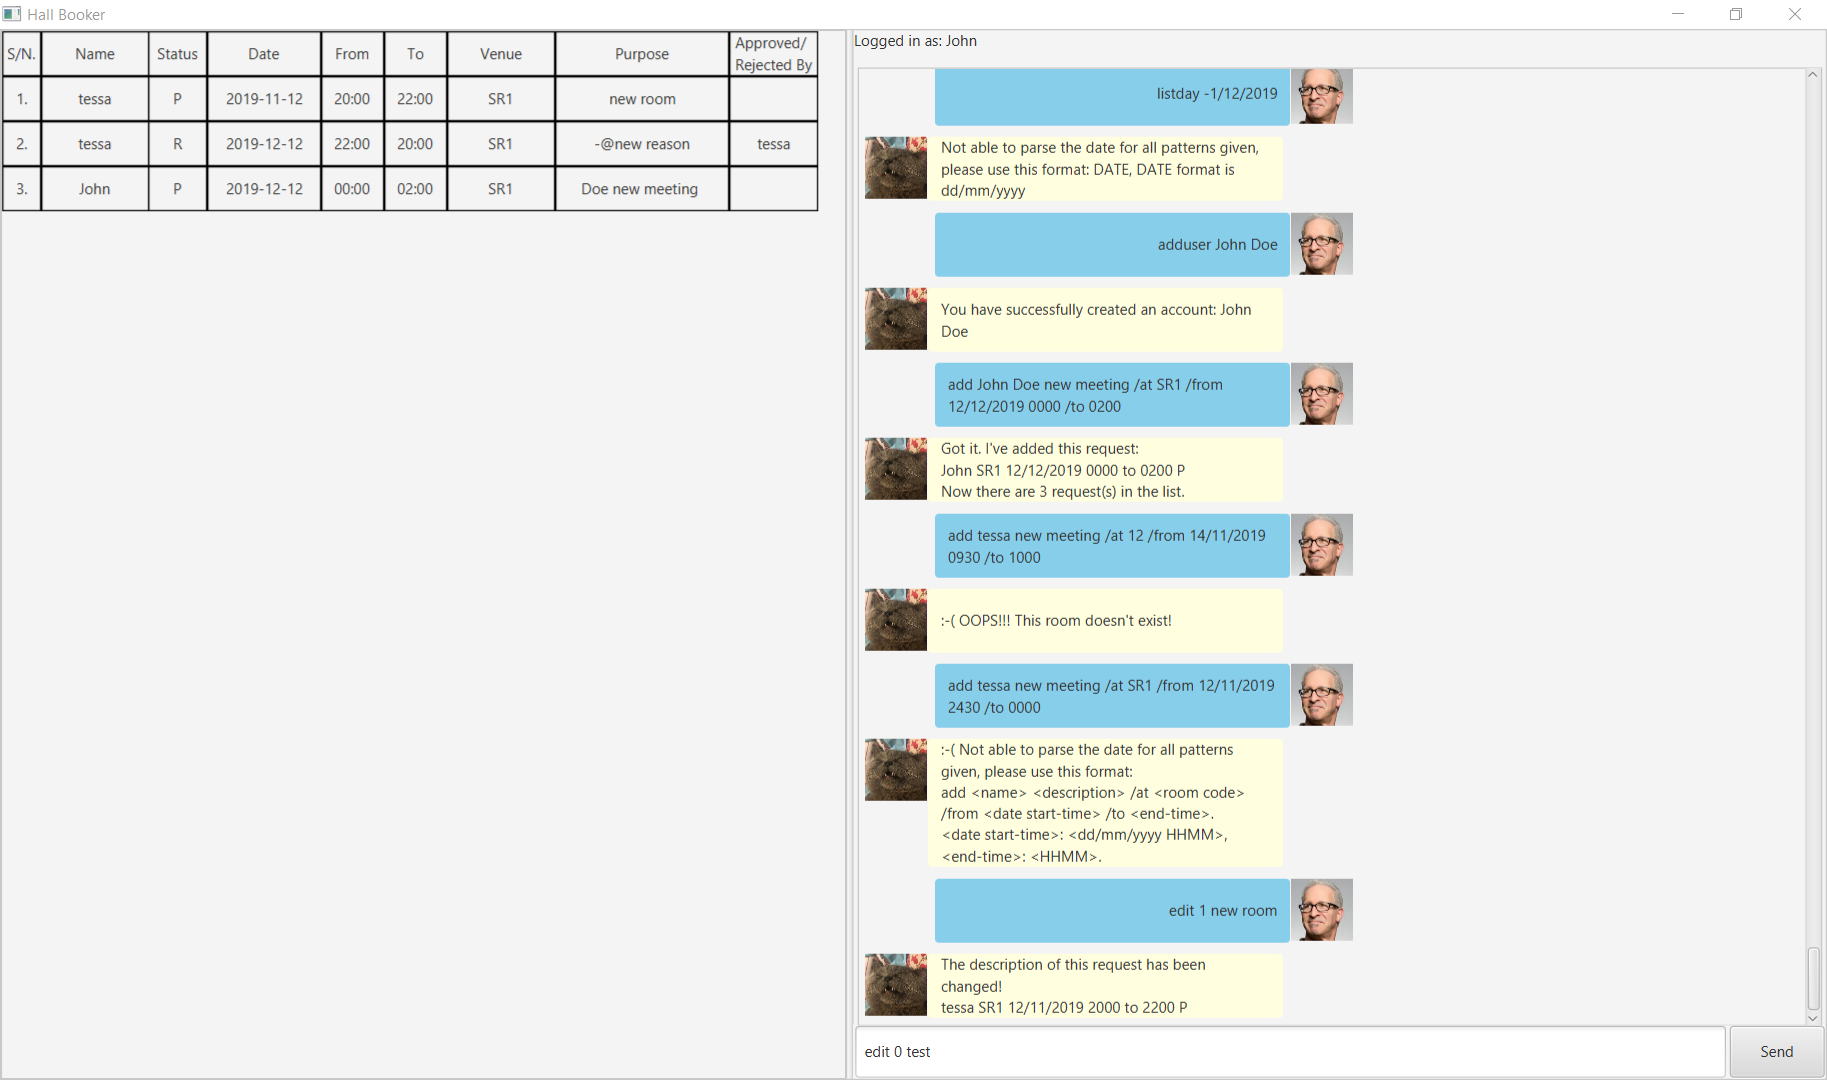 Hall Booker
S/N. Name Status Date From To Venue Purpose Approved/
Rejected By
1. tessa P 2019-11-12 20:00 22:00 SR1 new room
2. tessa R 2019-12-12 22:00 20:00 SR1 -@new reason tessa
3. John P 2019-12-12 00:00 02:00 SR1 Doe new meeting
Logged in as: John
listday -1/12/2019
Not able to parse the date for all patterns given,
please use this format: DATE, DATE format is
dd/mm/yyyy
adduser John Doe
You have successfully created an account: John
Doe
add John Doe new meeting /at SR1 /from
12/12/2019 0000 /to 0200
Got it. I've added this request:
John SR1 12/12/2019 0000 to 0200 P
Now there are 3 request(s) in the list.
add tessa new meeting /at 12 /from 14/11/2019
0930 /to 1000
:-( OOPS!!! This room doesn't exist!
add tessa new meeting /at SR1 /from 12/11/2019
2430 /to 0000
:-( Not able to parse the date for all patterns
given, please use this format:
add <name> <description> /at <room code>
/from <date start-time> /to <end-time>.
<date start-time>: <dd/mm/yyyy HHMM>,
<end-time>: <HHMM>.
edit 1 new room
The description of this request has been
changed!
tessa SR1 12/11/2019 2000 to 2200 P
edit 0 test
Send